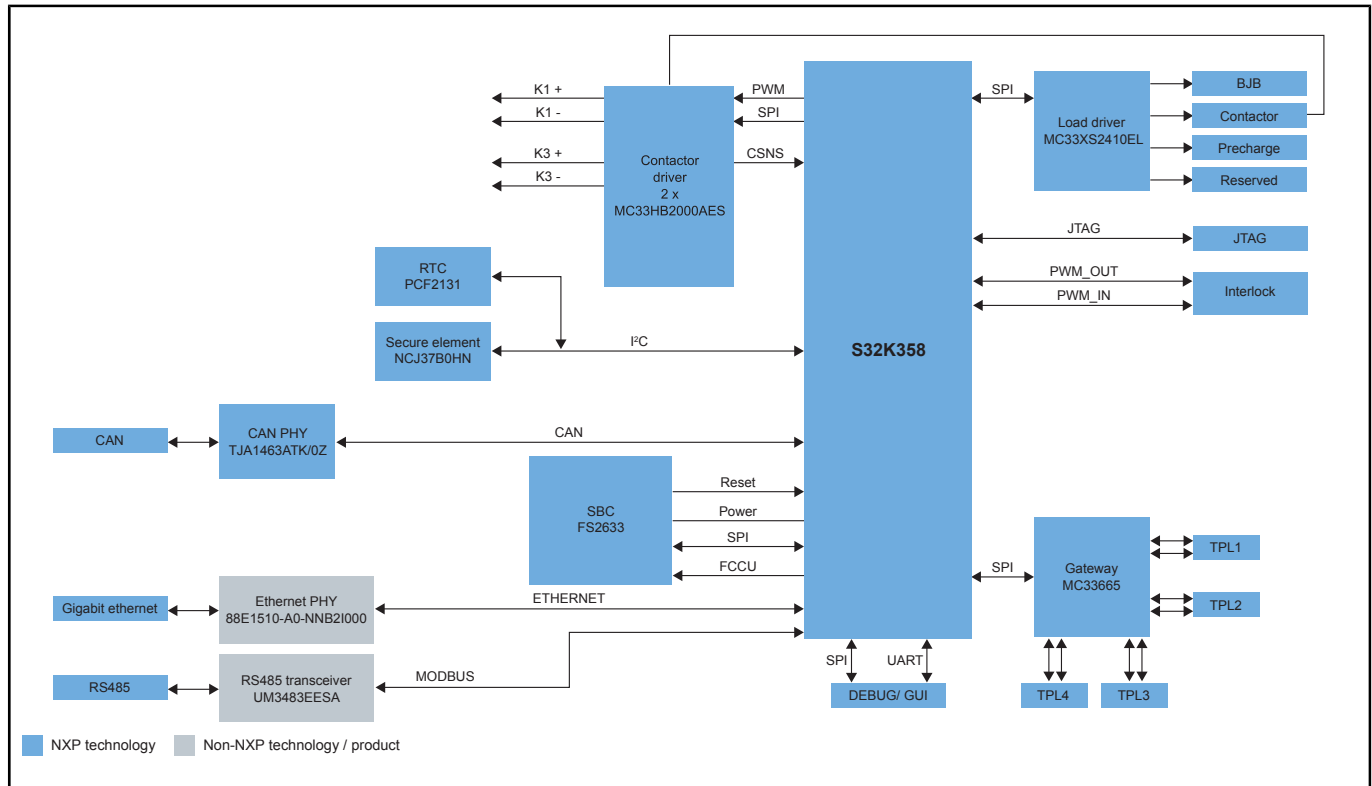 K1 +
K1 -
K3 +
K3 -
Contactor
driver
2 x
MC33HB2000AES
PWM
SPI
CSNS
SPI
Load driver
MC33XS2410EL
BJB
Contactor
Precharge
Reserved
JTAG
JTAG
PWM_OUT
PWM_IN
Interlock
RTC
PCF2131
Secure element
NCJ37B0HN
I²C
S32K358
CAN
CAN PHY
TJA1463ATK/0Z
CAN
SBC
FS2633
Reset
Power
SPI
FCCU
SPI
Gateway
MC33665
TPL1
TPL2
TPL4
TPL3
Gigabit ethernet
Ethernet PHY
88E1510-A0-NNB2I000
ETHERNET
RS485
RS485 transceiver
UM3483EESA
MODBUS
SPI
UART
DEBUG/ GUI
NXP technology
Non-NXP technology / product